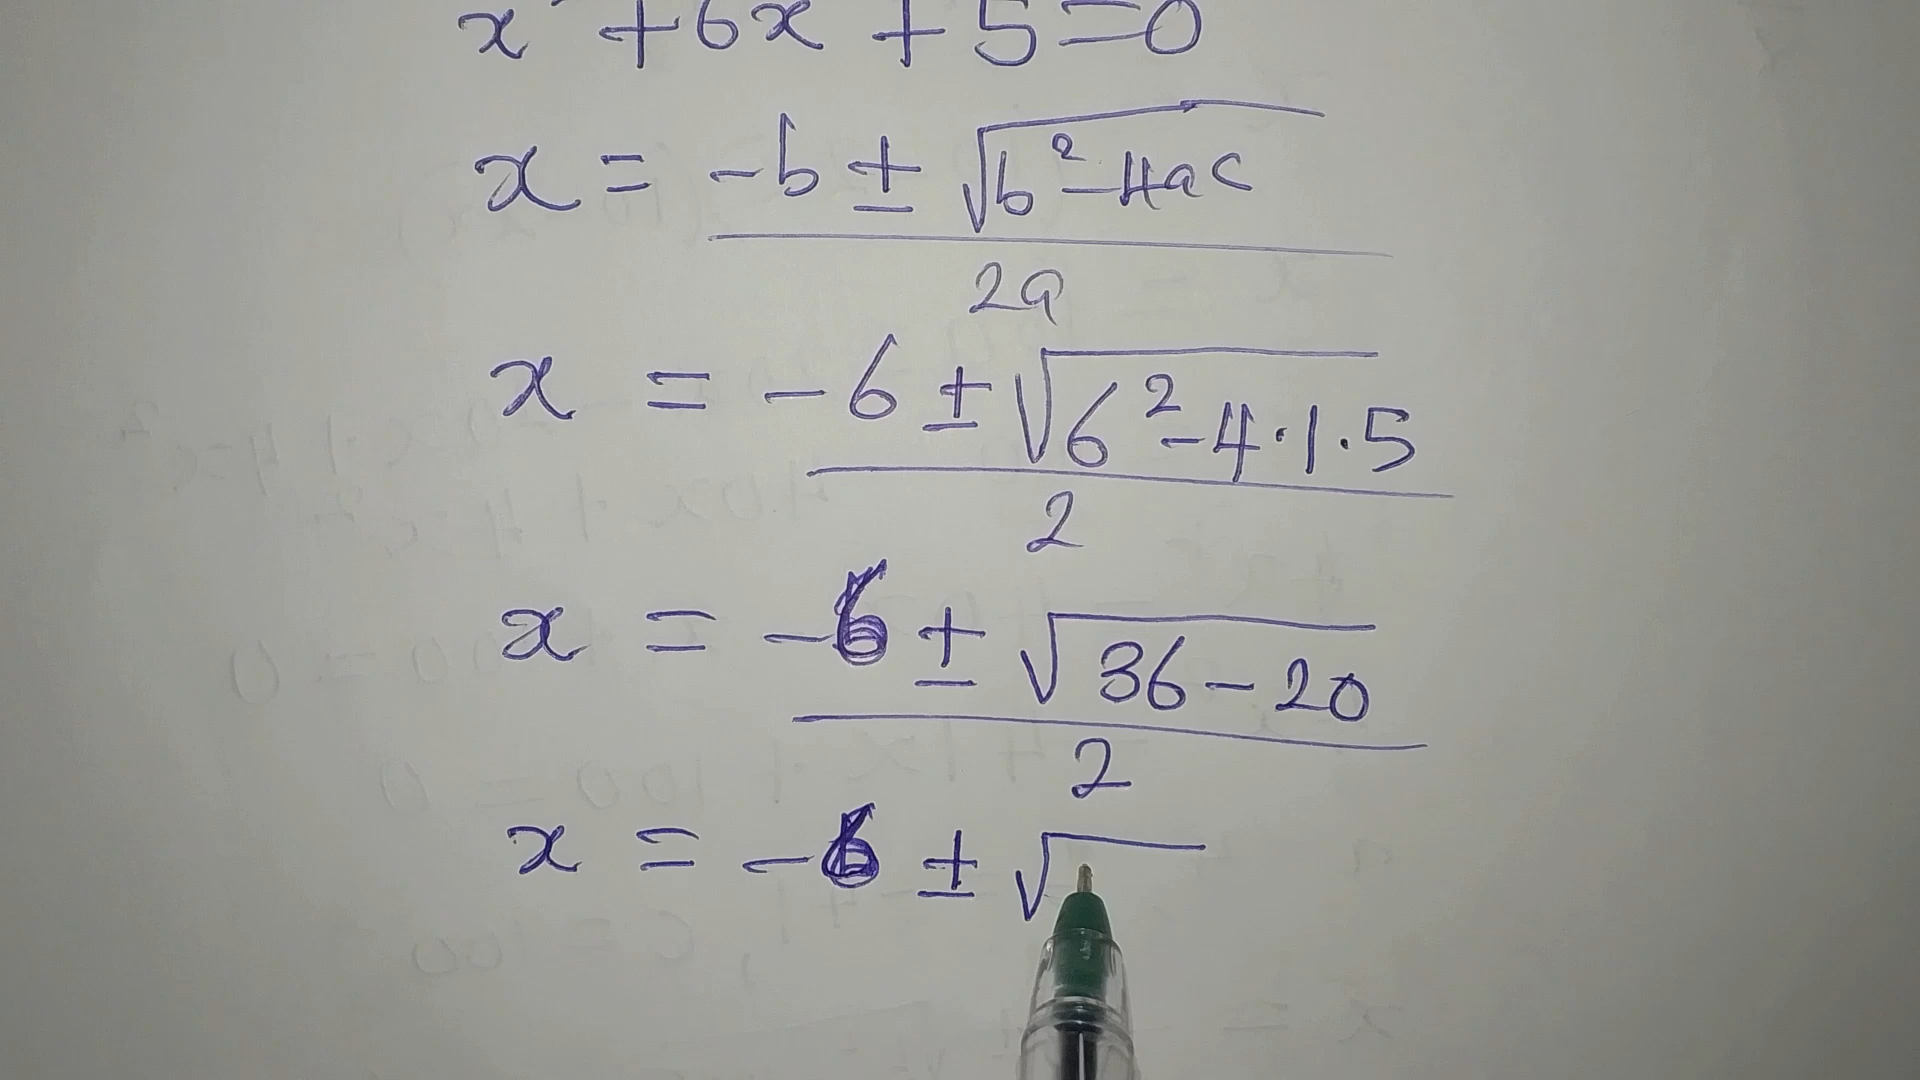 x² + 6x + 5 = 0
x = -b ± √b² - 4ac
2a
x = -6 ± √6² - 4·1·5
2
x = -6 ± √36 - 20
2
x = -6 ± √